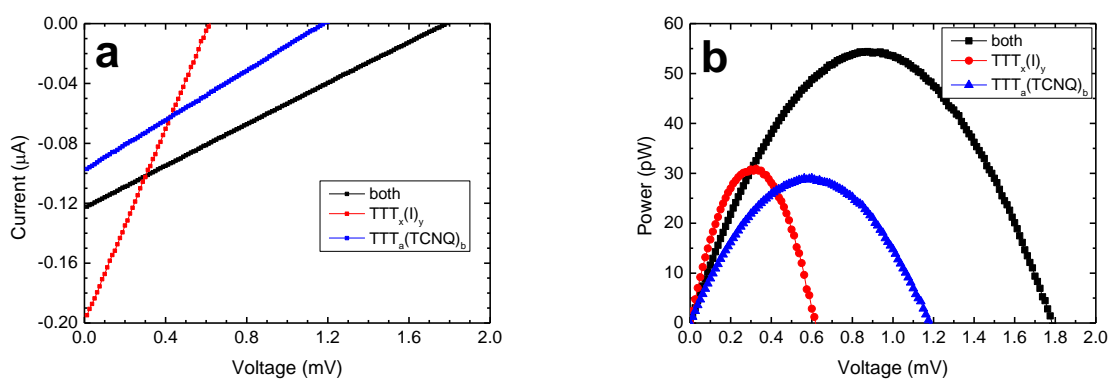 a
0.00
-0.04
-0.08
-0.12
-0.16
-0.20
Current (μA)
both
TTTx(I)y
TTTa(TCNQ)b
0.0 0.4 0.8 1.2 1.6 2.0
Voltage (mV)
b
60
50
40
30
20
10
0
Power (pW)
both
TTTx(I)y
TTTa(TCNQ)b
0.0 0.2 0.4 0.6 0.8 1.0 1.2 1.4 1.6 1.8 2.0
Voltage (mV)